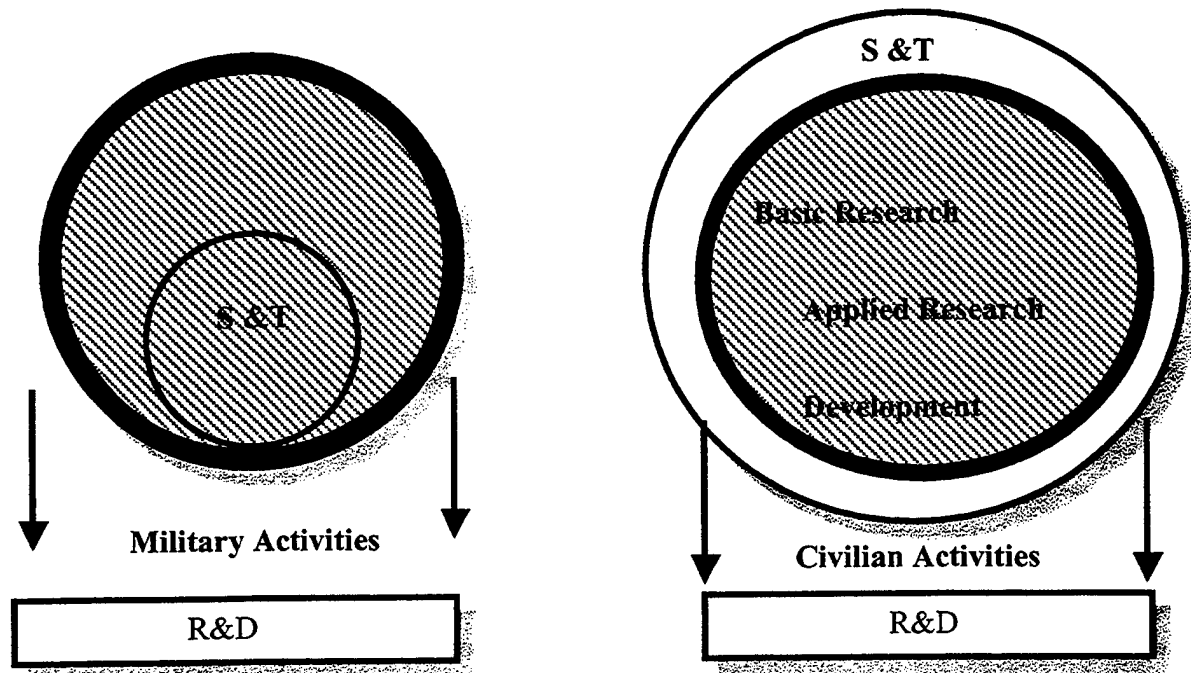 S &T
Military Activities
R&D
S &T
Basic Research
Applied Research
Development
Civilian Activities
R&D